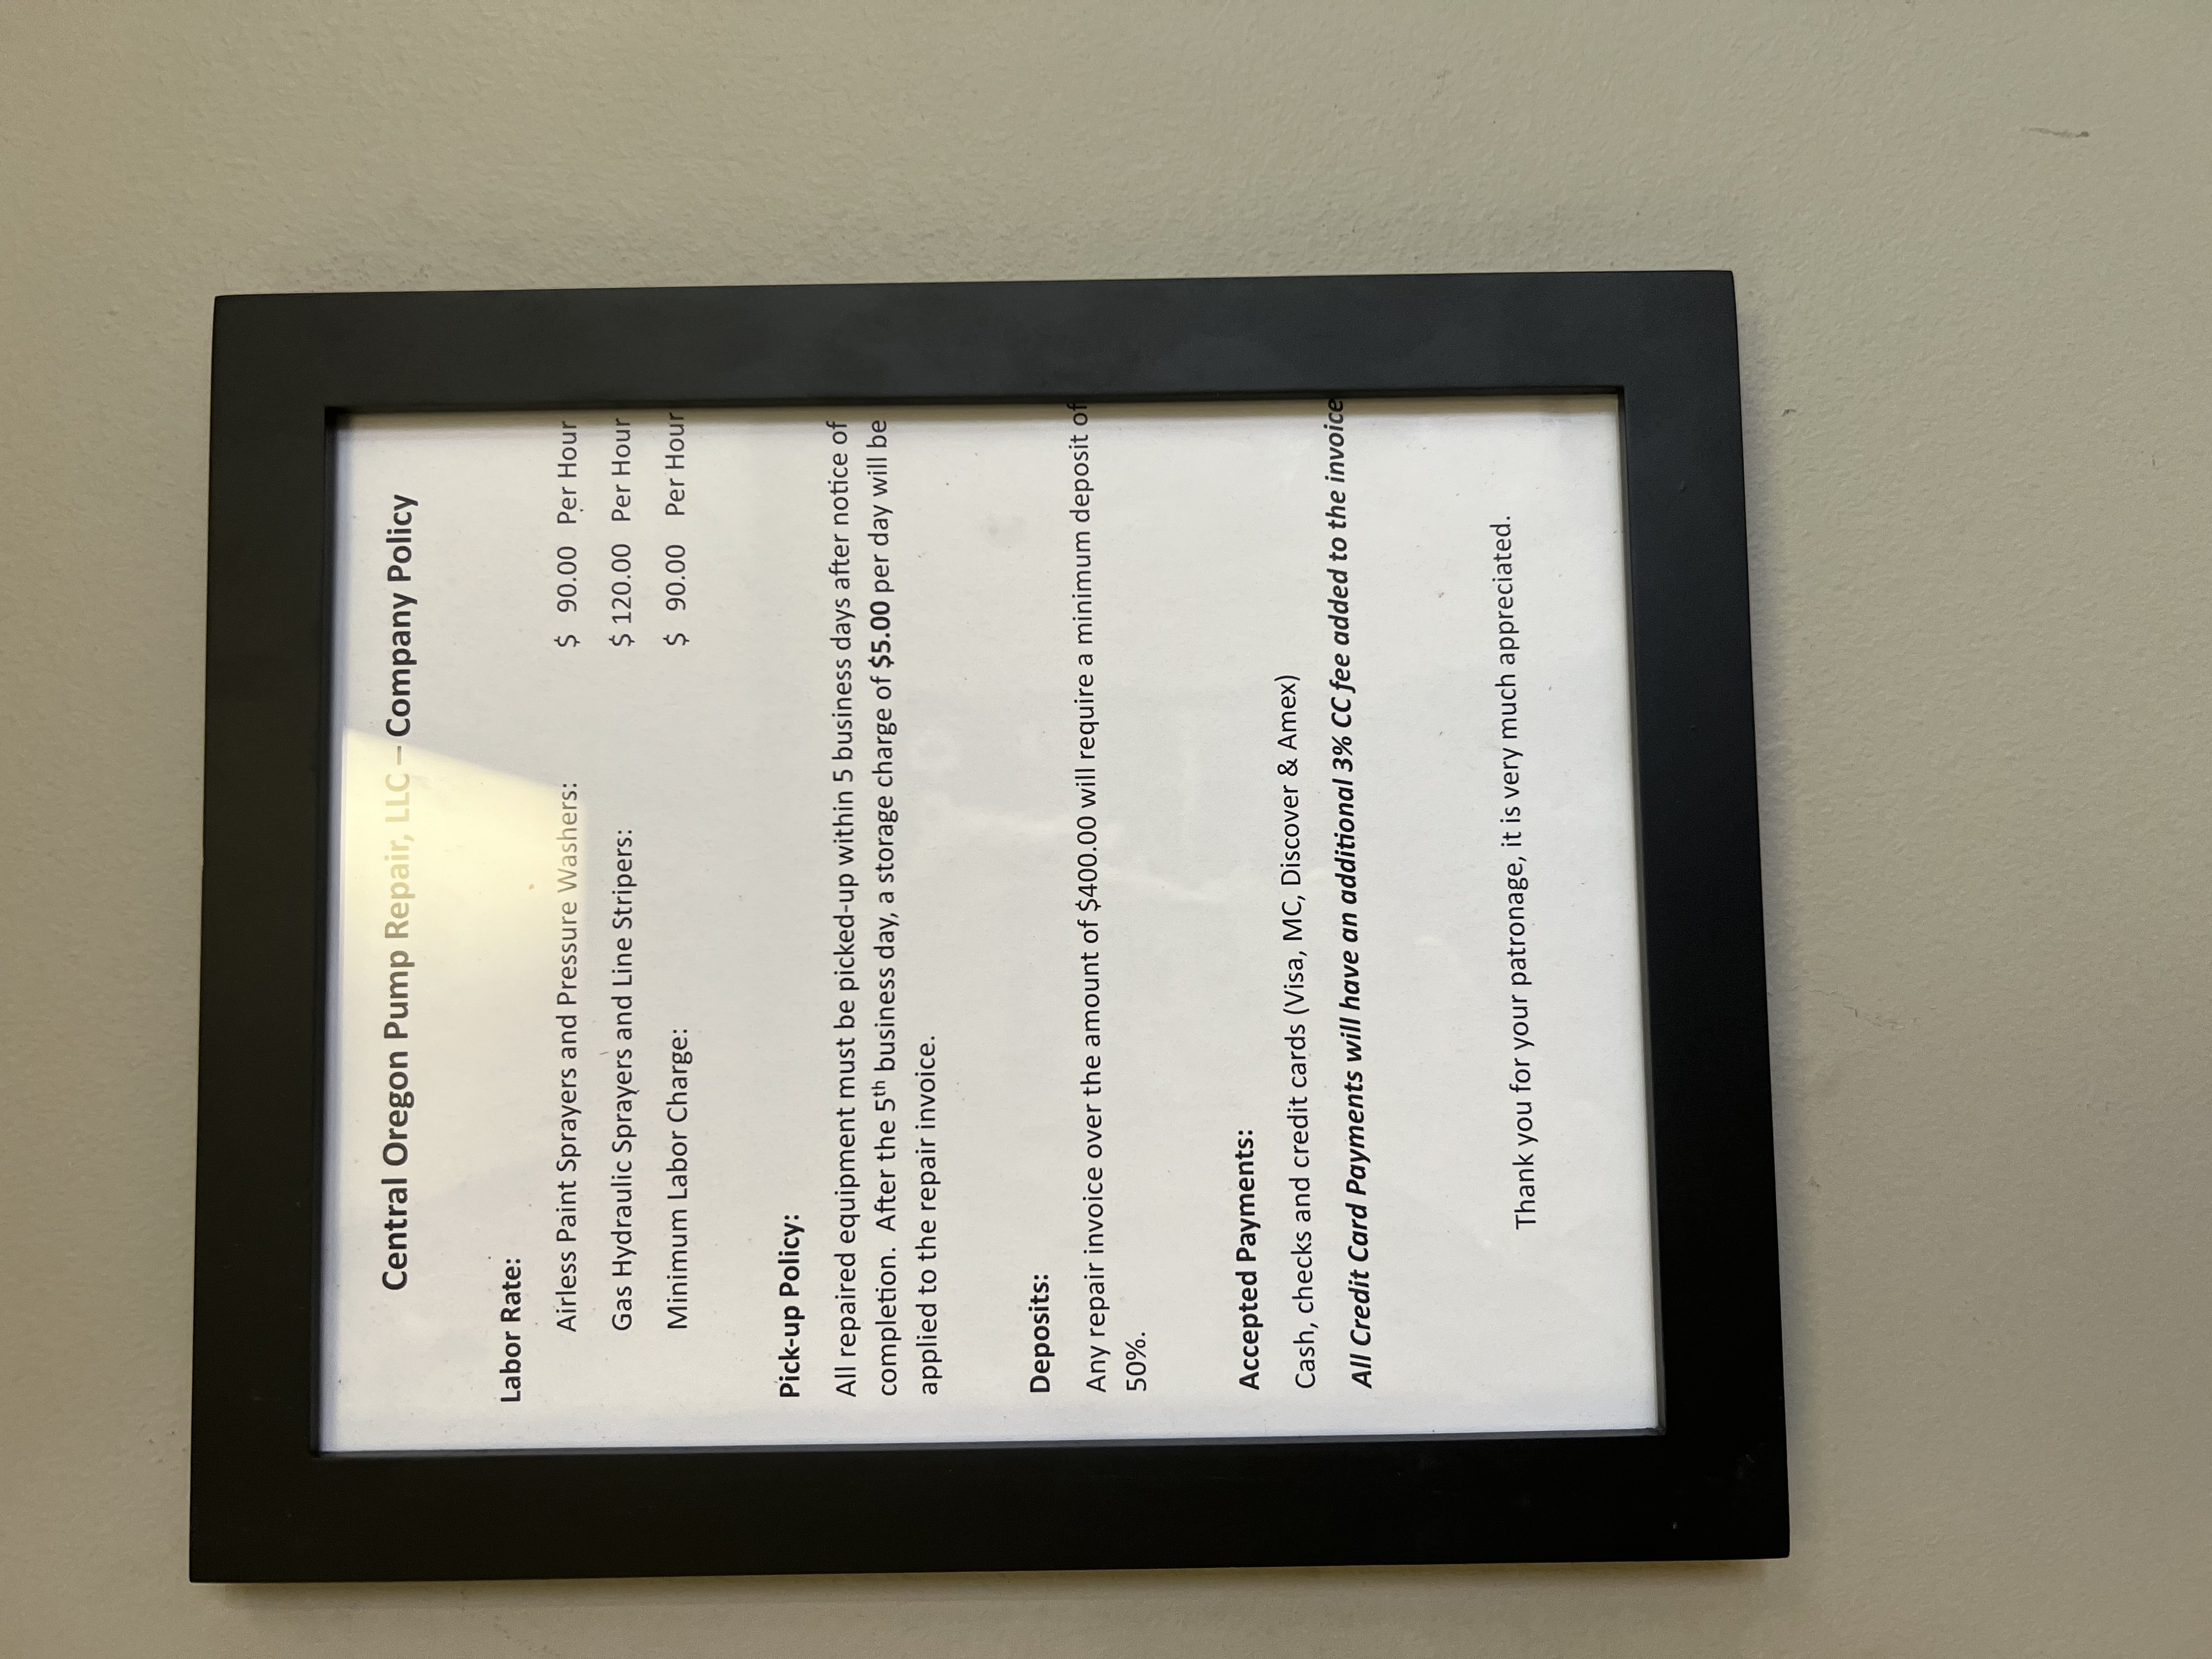 Central Oregon Pump Repair, LLC – Company Policy
Labor Rate:
Airless Paint Sprayers and Pressure Washers: $ 90.00 Per Hour
Gas Hydraulic Sprayers and Line Stripers: $ 120.00 Per Hour
Minimum Labor Charge: $ 90.00 Per Hour
Pick-up Policy:
All repaired equipment must be picked-up within 5 business days after notice of
completion. After the 5th business day, a storage charge of $5.00 per day will be
applied to the repair invoice.
Deposits:
Any repair invoice over the amount of $400.00 will require a minimum deposit of
50%.
Accepted Payments:
Cash, checks and credit cards (Visa, MC, Discover & Amex)
All Credit Card Payments will have an additional 3% CC fee added to the invoice
Thank you for your patronage, it is very much appreciated.